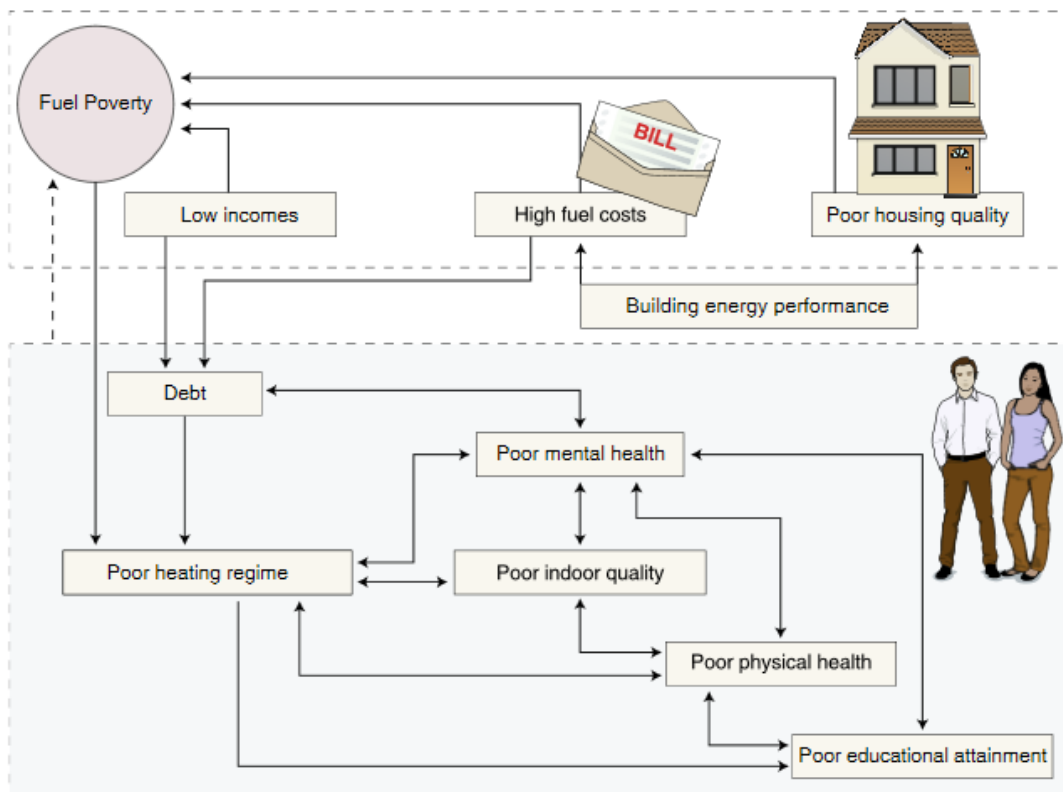 Fuel Poverty
BILL
Low incomes
High fuel costs
Poor housing quality
Building energy performance
Debt
Poor mental health
Poor heating regime
Poor indoor quality
Poor physical health
Poor educational attainment